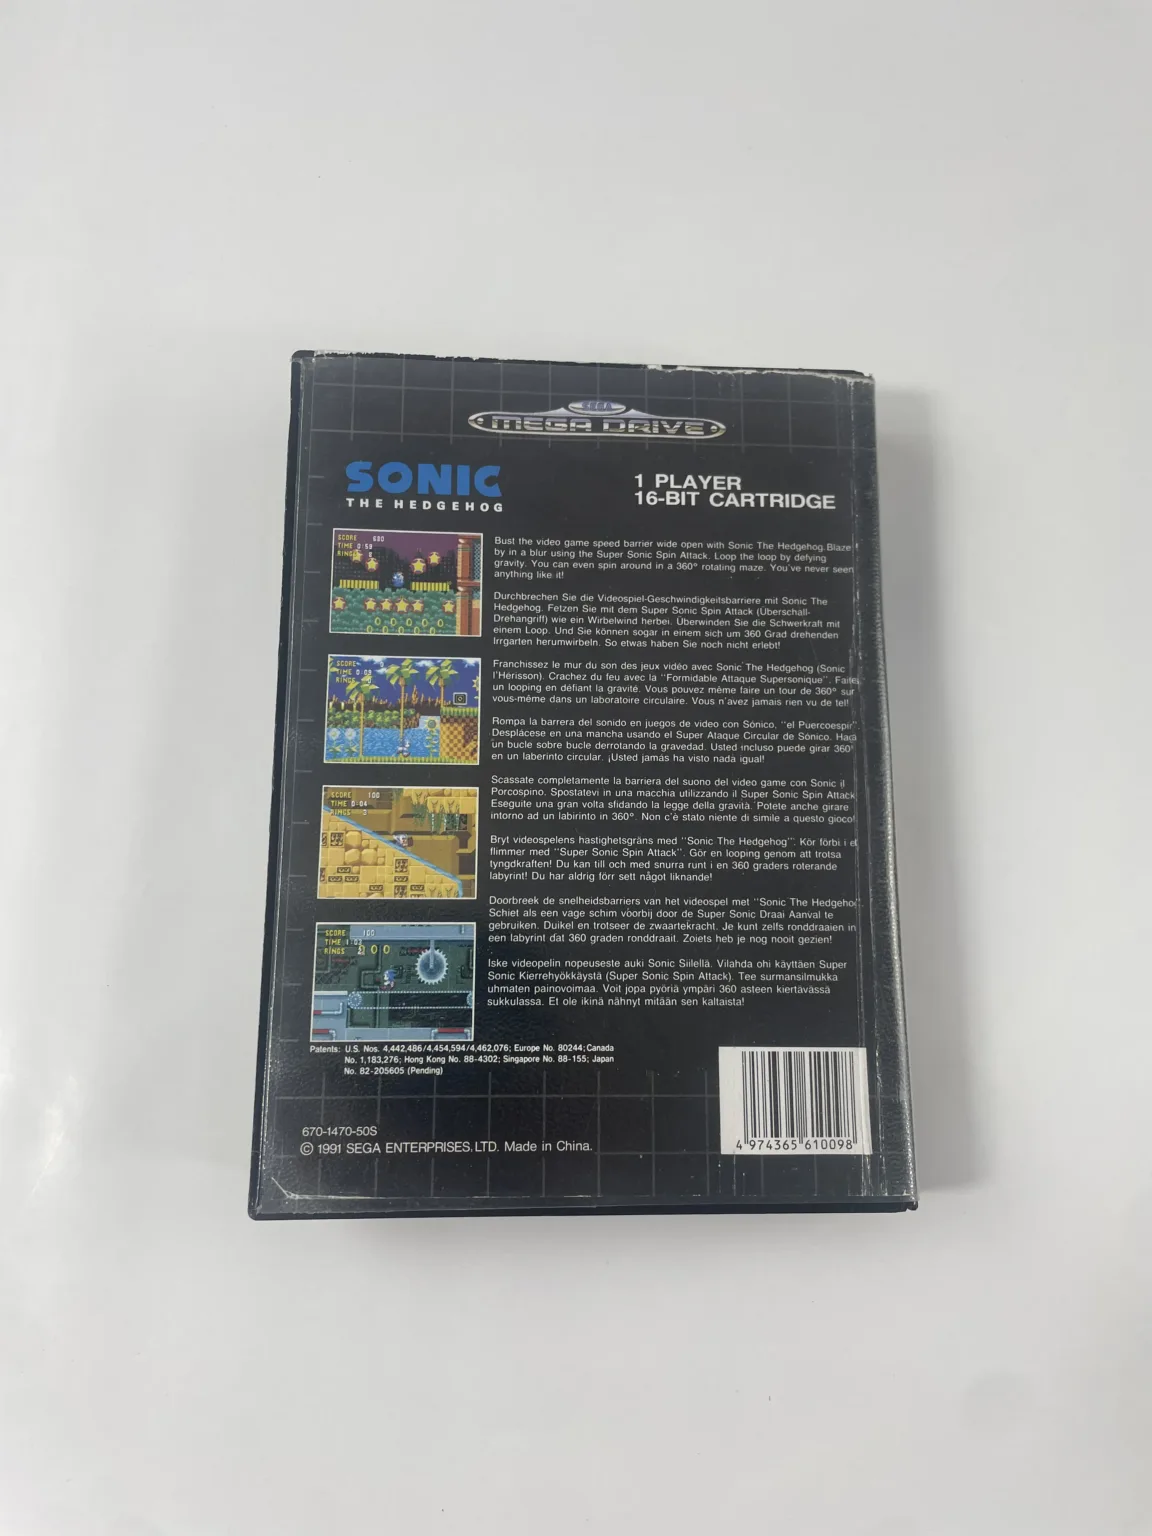 SEGA
MEGA DRIVE
SONIC
THE HEDGEHOG
1 PLAYER
16-BIT CARTRIDGE
SCORE 680
TIME 0:59
RINGS
Bust the video game speed barrier wide open with Sonic The Hedgehog. Blaze
by in a blur using the Super Sonic Spin Attack. Loop the loop by defying
gravity. You can even spin around in a 360° rotating maze. You've never seen
anything like it!
Durchbrechen Sie die Videospiel-Geschwindigkeitsbarriere mit Sonic The
Hedgehog. Fetzen Sie mit dem Super Sonic Spin Attack (Überschall-
Drehangriff) wie ein Wirbelwind herbei. Überwinden Sie die Schwerkraft mit
einem Loop. Und Sie können sogar in einem sich um 360 Grad drehenden
Irrgarten herumwirbeln. So etwas haben Sie noch nicht erlebt!
SCORE 0
TIME 0:09
RINGS 0
Franchissez le mur du son des jeux vidéo avec Sonic The Hedgehog (Sonic
l'Hérisson). Crachez du feu avec la "Formidable Attaque Supersonique". Faites
un looping en défiant la gravité. Vous pouvez même faire un tour de 360° sur
vous-même dans un laboratoire circulaire. Vous n'avez jamais rien vu de tel!
Rompa la barrera del sonido en juegos de video con Sónico, "el Puercoespín".
Desplácese en una mancha usando el Super Ataque Circular de Sónico. Haga
un bucle sobre bucle derrotando la gravedad. Usted incluso puede girar 360°
en un laberinto circular. ¡Usted jamás ha visto nada igual!
SCORE 100
TIME 0:04
RINGS 2
Scassate completamente la barriera del suono del video game con Sonic il
Porcospino. Spostatevi in una macchia utilizzando il Super Sonic Spin Attack.
Eseguite una gran volta sfidando la legge della gravità. Potete anche girare
intorno ad un labirinto in 360°. Non c'è stato niente di simile a questo gioco!
Bryt videospelens hastighetsgräns med "Sonic The Hedgehog". Kör förbi i ett
flimmer med "Super Sonic Spin Attack". Gör en looping genom att trotsa
tyngdkraften! Du kan till och med snurra runt i en 360 graders roterande
labyrint! Du har aldrig förr sett något liknande!
SCORE 100
TIME 1:03
RINGS 2
Doorbreek de snelheidsbarriers van het videospel met "Sonic The Hedgehog".
Schiet als een vage schim voorbij door de Super Sonic Draai Aanval te
gebruiken. Duikel en trotseer de zwaartekracht. Je kunt zelfs ronddraaien in
een labyrint dat 360 graden ronddraait. Zoiets heb je nog nooit gezien!
Iske videopelin nopeuseste auki Sonic Siilellä. Vilahda ohi käyttäen Super
Sonic Kierrehyökkäystä (Super Sonic Spin Attack). Tee surmansilmukka
uhmaten painovoimaa. Voit jopa pyöriä ympäri 360 asteen kiertävässä
sukkulassa. Et ole ikinä nähnyt mitään sen kaltaista!
Patents: U.S. Nos. 4,442,486/4,454,594/4,462,076; Europe No. 80244; Canada
No. 1,183,276; Hong Kong No. 88-4302; Singapore No. 88-155; Japan
No. 82-205605 (Pending)
670-1470-50S
© 1991 SEGA ENTERPRISES, LTD. Made in China.
4 974365 610098